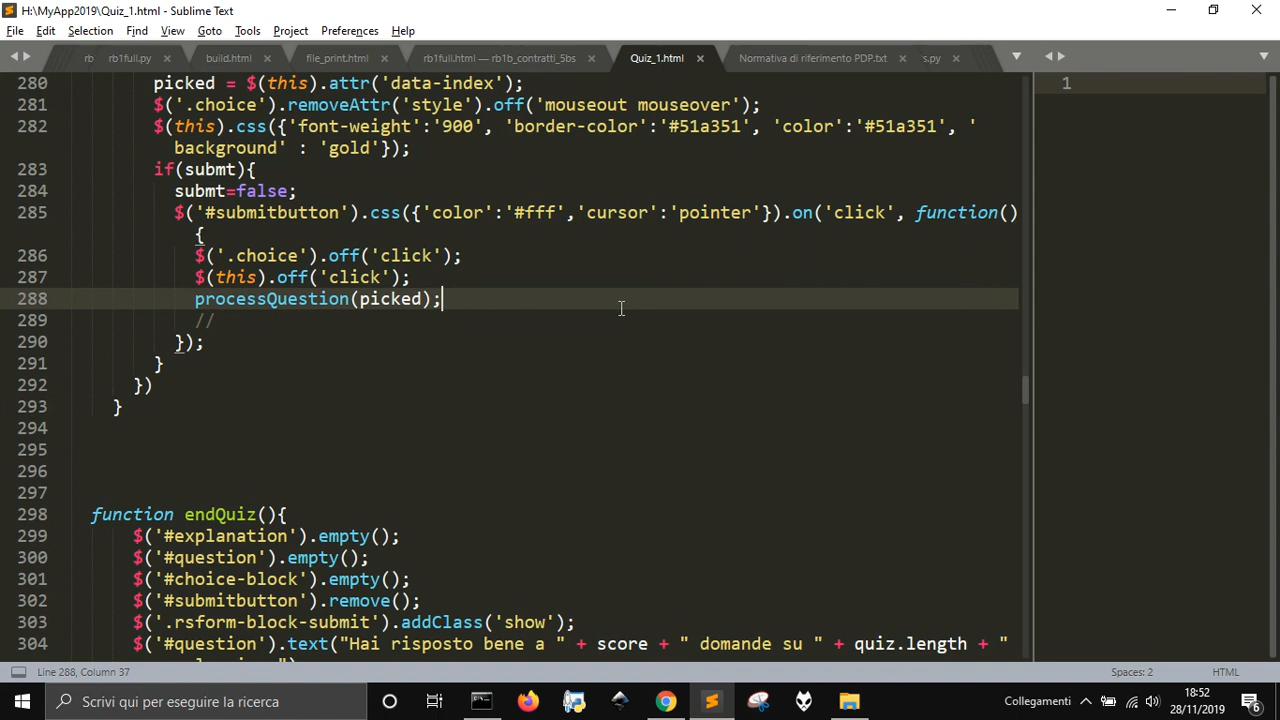 H:\MyApp2019\Quiz_1.html - Sublime Text
File Edit Selection Find View Goto Tools Project Preferences Help
rb rb1full.py × build.html × file_print.html × rb1full.html — rb1b_contratti_5bs × Quiz_1.html × Normativa di riferimento PDP.txt × s.py ×
280 picked = $(this).attr('data-index');
281 $('.choice').removeAttr('style').off('mouseout mouseover');
282 $(this).css({'font-weight':'900', 'border-color':'#51a351', 'color':'#51a351', '
background' : 'gold'});
283 if(submt){
284 submt=false;
285 $('#submitbutton').css({'color':'#fff','cursor':'pointer'}).on('click', function()
{
286 $('.choice').off('click');
287 $(this).off('click');
288 processQuestion(picked);
289 //
290 });
291 }
292 })
293 }
294
295
296
297
298 function endQuiz(){
299 $('#explanation').empty();
300 $('#question').empty();
301 $('#choice-block').empty();
302 $('#submitbutton').remove();
303 $('.rsform-block-submit').addClass('show');
304 $('#question').text("Hai risposto bene a " + score + " domande su " + quiz.length + "
1
Line 288, Column 37
Spaces: 2
HTML
Scrivi qui per eseguire la ricerca
Collegamenti
18:52
28/11/2019
6